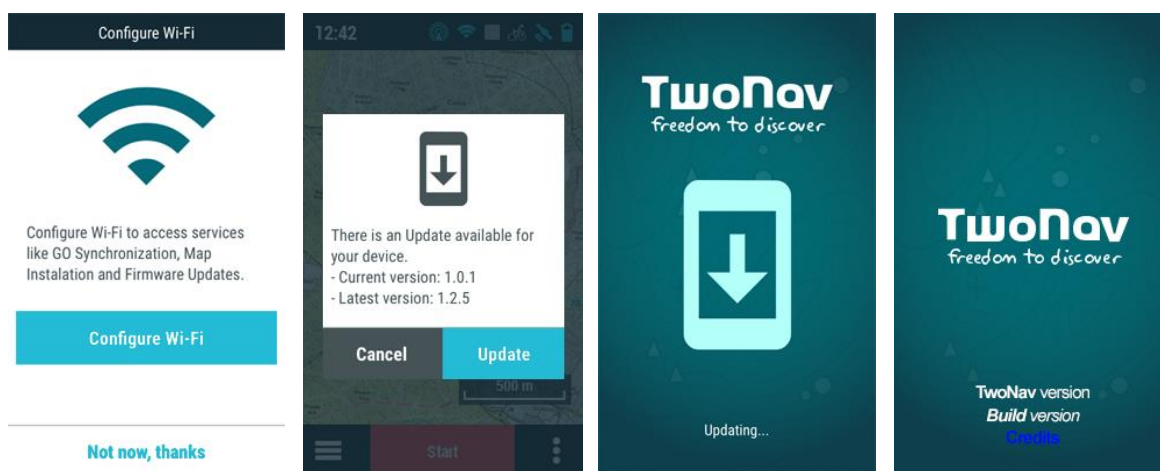 Configure Wi-Fi
Configure Wi-Fi to access services
like GO Synchronization, Map
Instalation and Firmware Updates.
Configure Wi-Fi
Not now, thanks
12:42
There is an Update available for
your device.
- Current version: 1.0.1
- Latest version: 1.2.5
Cancel
Update
500 m
Start
TwoNav
freedom to discover
Updating...
TwoNav
freedom to discover
TwoNav version
Build version
Credits